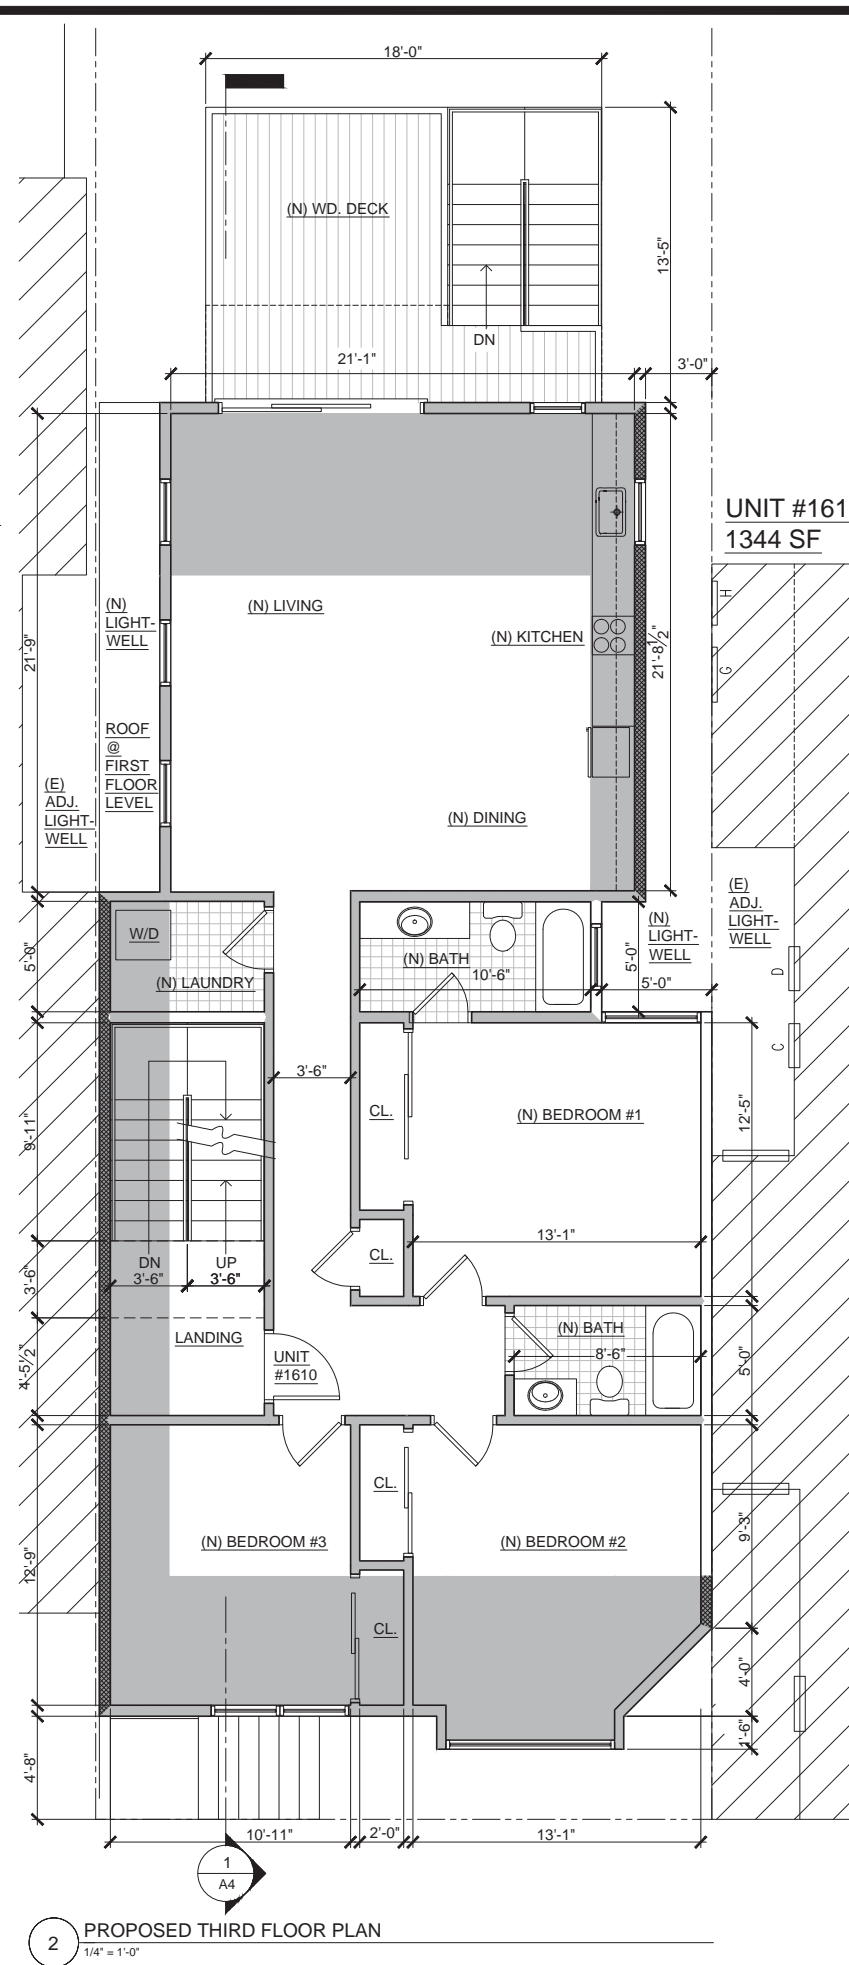 18'-0"
(N) WD. DECK
13'-5"
DN
21'-1"
3'-0"
UNIT #161
1344 SF
(N)
LIGHT-
WELL
(N) LIVING
(N) KITCHEN
21'-9"
21'-8½"
H
G
ROOF
@
FIRST
FLOOR
LEVEL
(E)
ADJ.
LIGHT-
WELL
(N) DINING
(E)
ADJ.
LIGHT-
WELL
W/D
(N)
LIGHT-
WELL
5'-0"
(N) LAUNDRY
(N) BATH
10'-6"
5'-0"
5'-0"
D
C
3'-6"
9'-11"
CL.
(N) BEDROOM #1
12'-5"
13'-1"
CL.
DN
3'-6"
UP
3'-6"
3'-6"
LANDING
UNIT
#1610
(N) BATH
8'-6"
4'-5½"
5'-0"
CL.
(N) BEDROOM #3
(N) BEDROOM #2
9'-3"
12'-9"
CL.
4'-0"
1'-6"
4'-8"
10'-11"
2'-0"
13'-1"
1
A4
2
PROPOSED THIRD FLOOR PLAN
1/4" = 1'-0"